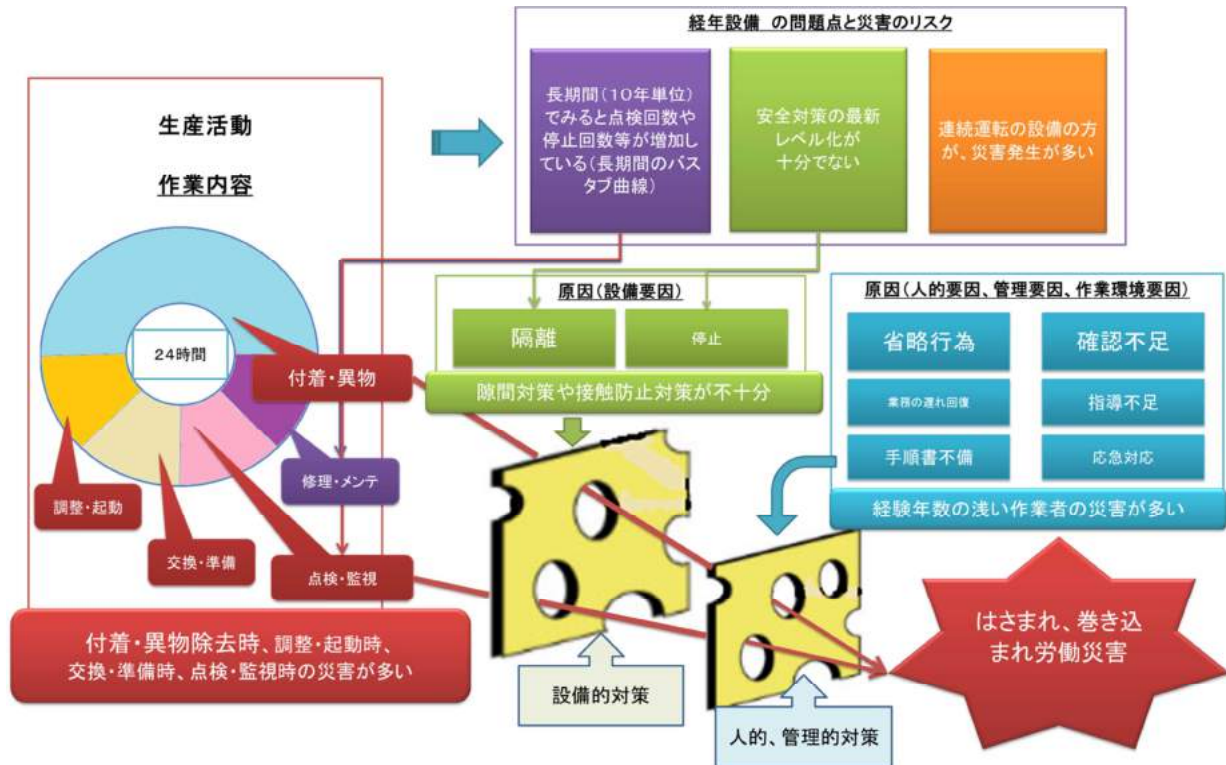 経年設備 の問題点と災害のリスク
長期間(10年単位)
でみると点検回数や
停止回数等が増加し
ている(長期間のバス
タブ曲線)
安全対策の最新
レベル化が
十分でない
連続運転の設備の方
が、災害発生が多い
生産活動
作業内容
24時間
付着・異物
修理・メンテ
調整・起動
交換・準備
点検・監視
付着・異物除去時、調整・起動時、
交換・準備時、点検・監視時の災害が多い
原因(設備要因)
隔離
停止
隙間対策や接触防止対策が不十分
原因(人的要因、管理要因、作業環境要因)
省略行為
確認不足
業務の遅れ回復
指導不足
手順書不備
応急対応
経験年数の浅い作業者の災害が多い
設備的対策
人的、管理的対策
はさまれ、巻き込
まれ労働災害